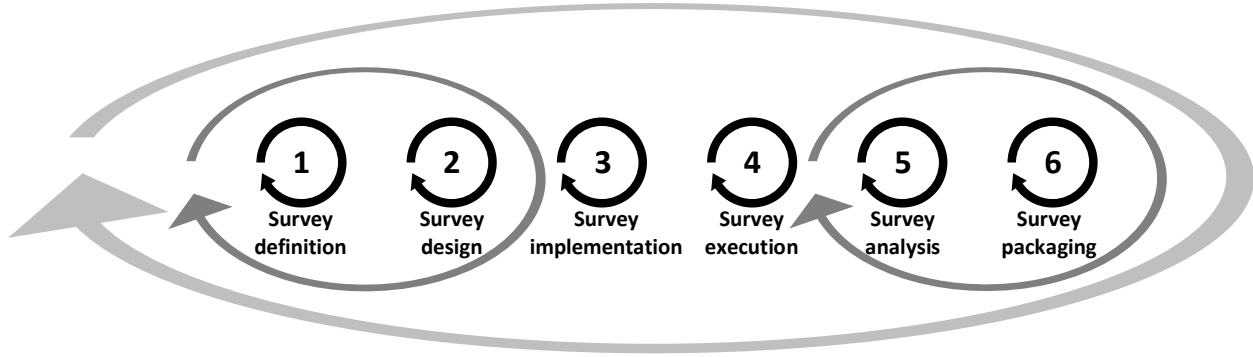 1
Survey
definition
2
Survey
design
3
Survey
implementation
4
Survey
execution
5
Survey
analysis
6
Survey
packaging